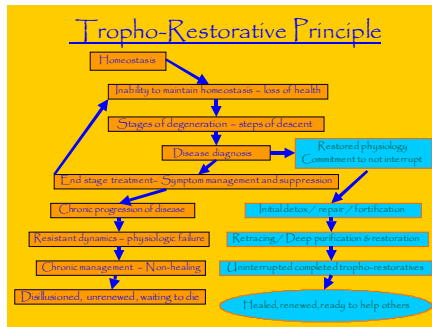 Tropho-Restorative Principle
Homeostasis
Inability to maintain homeostasis – loss of health
Stages of degeneration – steps of descent
Disease diagnosis
Restored physiology
Commitment to not interrupt
End stage treatment– Symptom management and suppression
Chronic progression of disease
Initial detox / repair / fortification
Resistant dynamics – physiologic failure
Retracing / Deep purification & restoration
Chronic management – Non-healing
Uninterrupted completed tropho-restoratives
Disillusioned, unrenewed, waiting to die
Healed, renewed, ready to help others